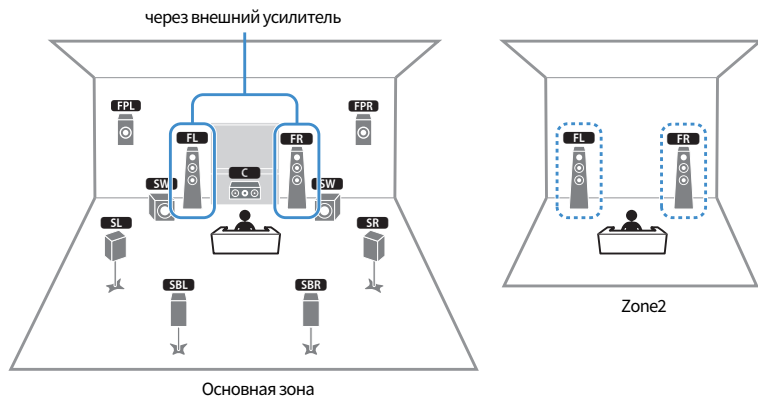 через внешний усилитель
FPL
FPR
FL
FR
FL
FR
C
SW
SW
SL
SR
SBL
SBR
Zone2
Основная зона